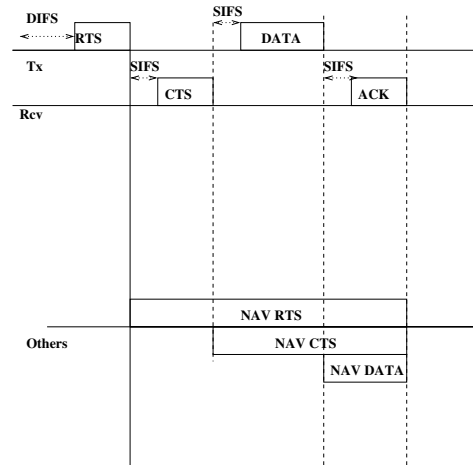 SIFS
DIFS
RTS
DATA
Tx
SIFS
SIFS
CTS
ACK
Rcv
NAV RTS
Others
NAV CTS
NAV DATA